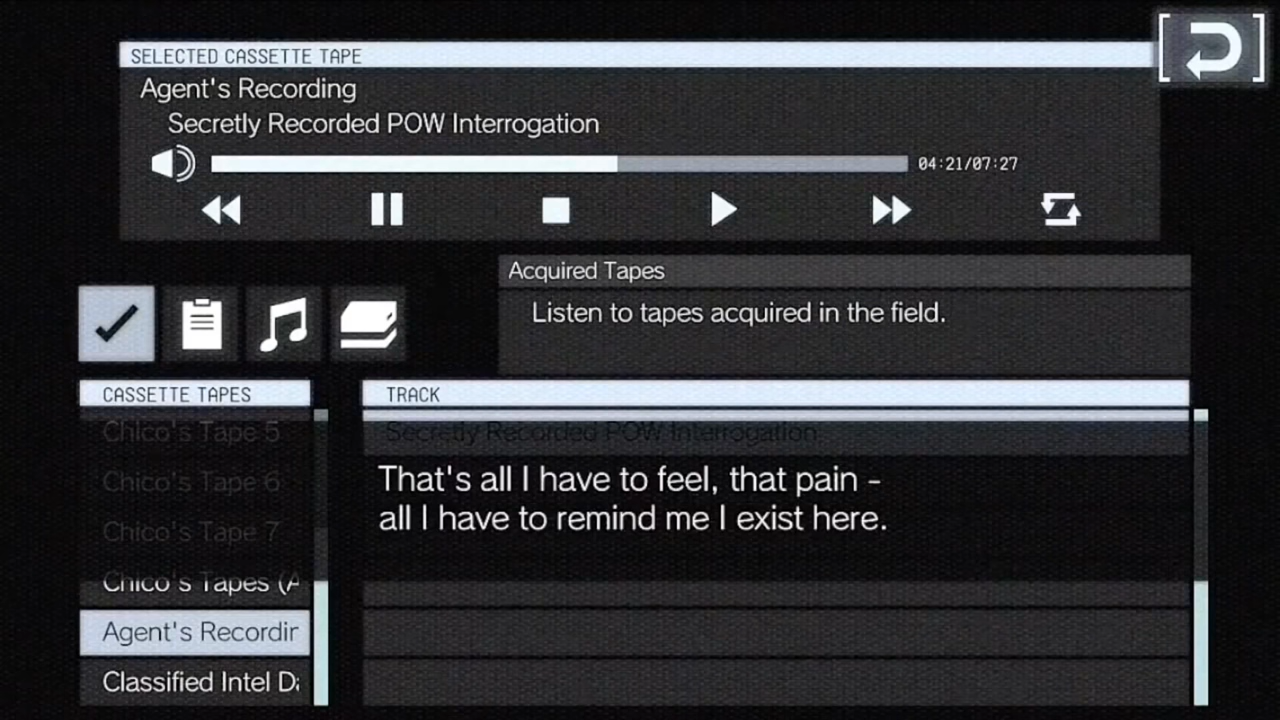 SELECTED CASSETTE TAPE
Agent's Recording
Secretly Recorded POW Interrogation
04:21/07:27
Acquired Tapes
Listen to tapes acquired in the field.
CASSETTE TAPES
Chico's Tape 5
Chico's Tape 6
Chico's Tape 7
Chico's Tapes (A
Agent's Recordin
Classified Intel Da
TRACK
Secretly Recorded POW Interrogation
That's all I have to feel, that pain -
all I have to remind me I exist here.